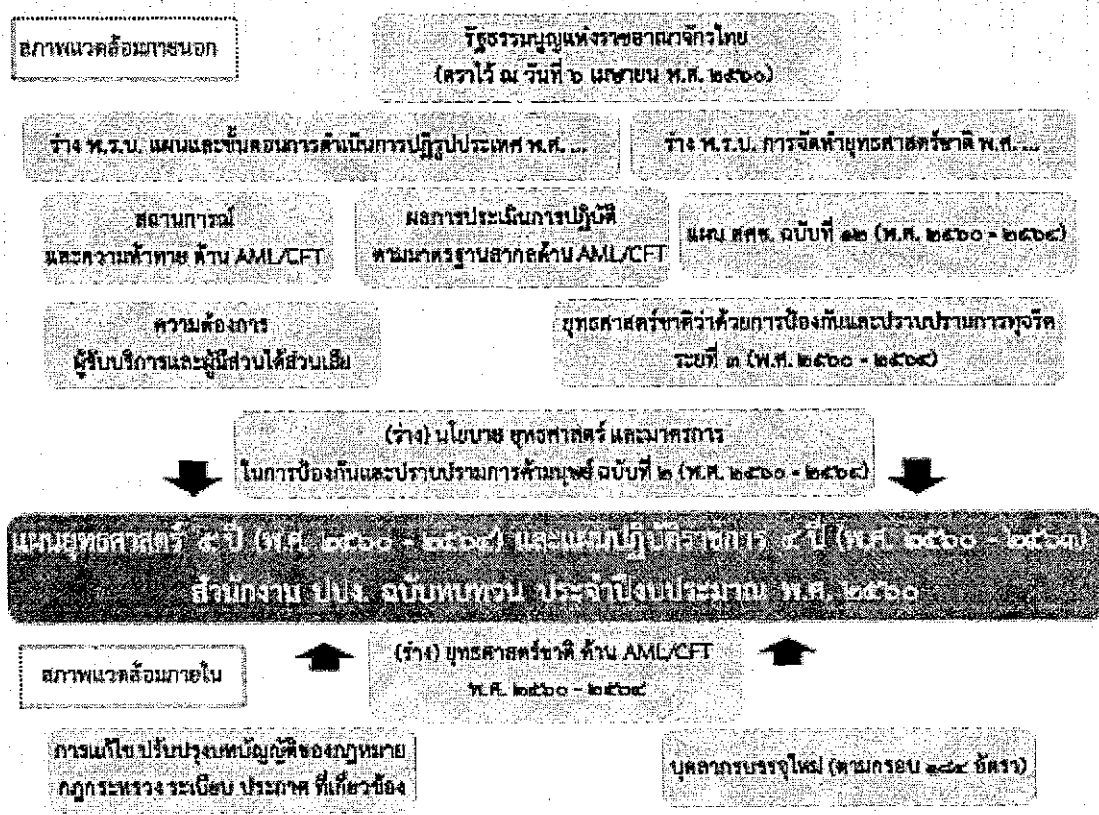 สภาพแวดล้อมภายนอก
รัฐธรรมนูญแห่งราชอาณาจักรไทย
(ตราไว้ ณ วันที่ ๖ เมษายน พ.ศ. ๒๕๖๐)
ร่าง พ.ร.บ. แผนและขั้นตอนการดำเนินการปฏิรูปประเทศ พ.ศ. ...
ร่าง พ.ร.บ. การจัดทำยุทธศาสตร์ชาติ พ.ศ. ...
สถานการณ์
และความท้าทาย ด้าน AML/CFT
ผลการประเมินการปฏิบัติ
ตามมาตรฐานสากลด้าน AML/CFT
แผน สศช. ฉบับที่ ๑๒ (พ.ศ. ๒๕๖๐ - ๒๕๖๔)
ความต้องการ
ผู้รับบริการและผู้มีส่วนได้ส่วนเสีย
ยุทธศาสตร์ชาติว่าด้วยการป้องกันและปราบปรามการทุจริต
ระยที่ ๓ (พ.ศ. ๒๕๖๐ - ๒๕๖๔)
(ร่าง) นโยบาย ยุทธศาสตร์ และมาตรการ
ในการป้องกันและปราบปรามการค้ามนุษย์ ฉบับที่ ๒ (พ.ศ. ๒๕๖๐ - ๒๕๖๔)
แผนยุทธศาสตร์ ๕ ปี (พ.ศ. ๒๕๖๐ - ๒๕๖๔) และแผนปฏิบัติราชการ ๔ ปี (พ.ศ. ๒๕๖๐ - ๒๕๖๓)
สำนักงาน ปปง. ฉบับทบทวน ประจำปีงบประมาณ พ.ศ. ๒๕๖๐
สภาพแวดล้อมภายใน
(ร่าง) ยุทธศาสตร์ชาติ ด้าน AML/CFT
พ.ศ. ๒๕๖๐ - ๒๕๖๔
การแก้ไข ปรับปรุงบทบัญญัติของกฎหมาย
กฎกระทรวง ระเบียบ ประกาศ ที่เกี่ยวข้อง
บุคลากรบรรจุใหม่ (ตามกรอบ ๑๘๔ อัตรา)